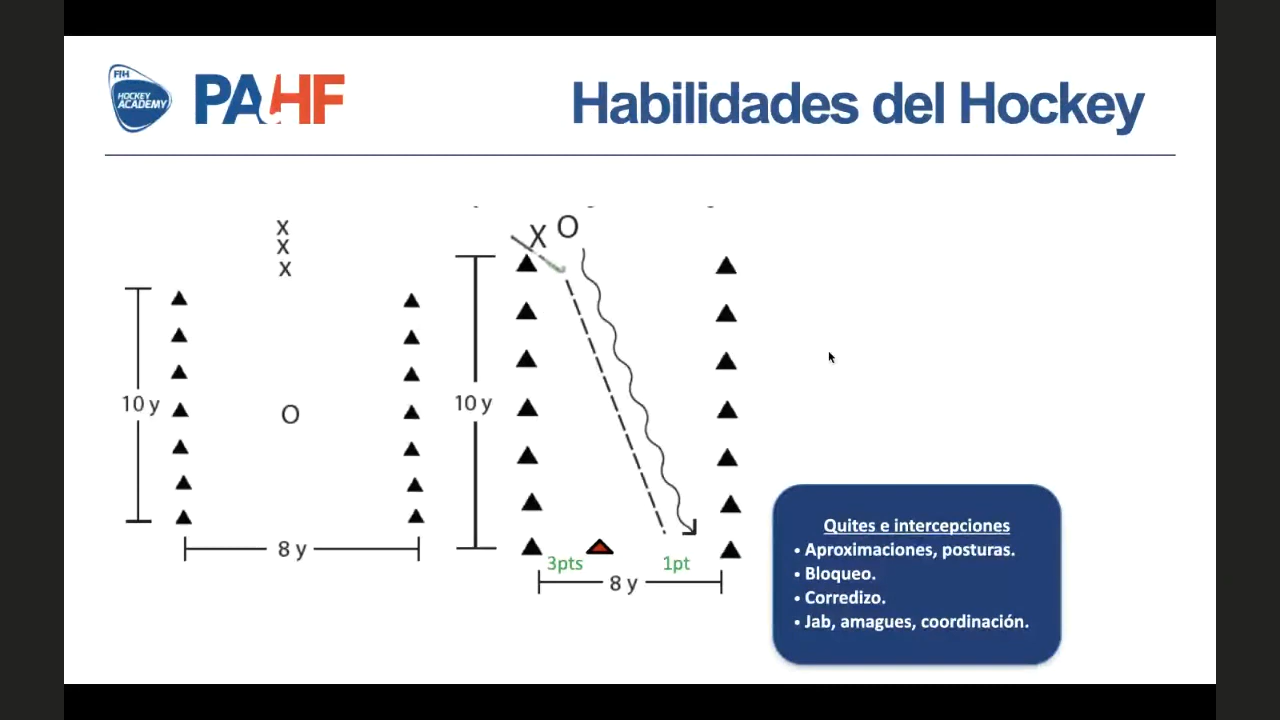 FIH
HOCKEY
ACADEMY
PAHF
Habilidades del Hockey
X
X
X
10 y
O
8 y
X O
10 y
3pts
1pt
8 y
Quites e intercepciones
• Aproximaciones, posturas.
• Bloqueo.
• Corredizo.
• Jab, amagues, coordinación.